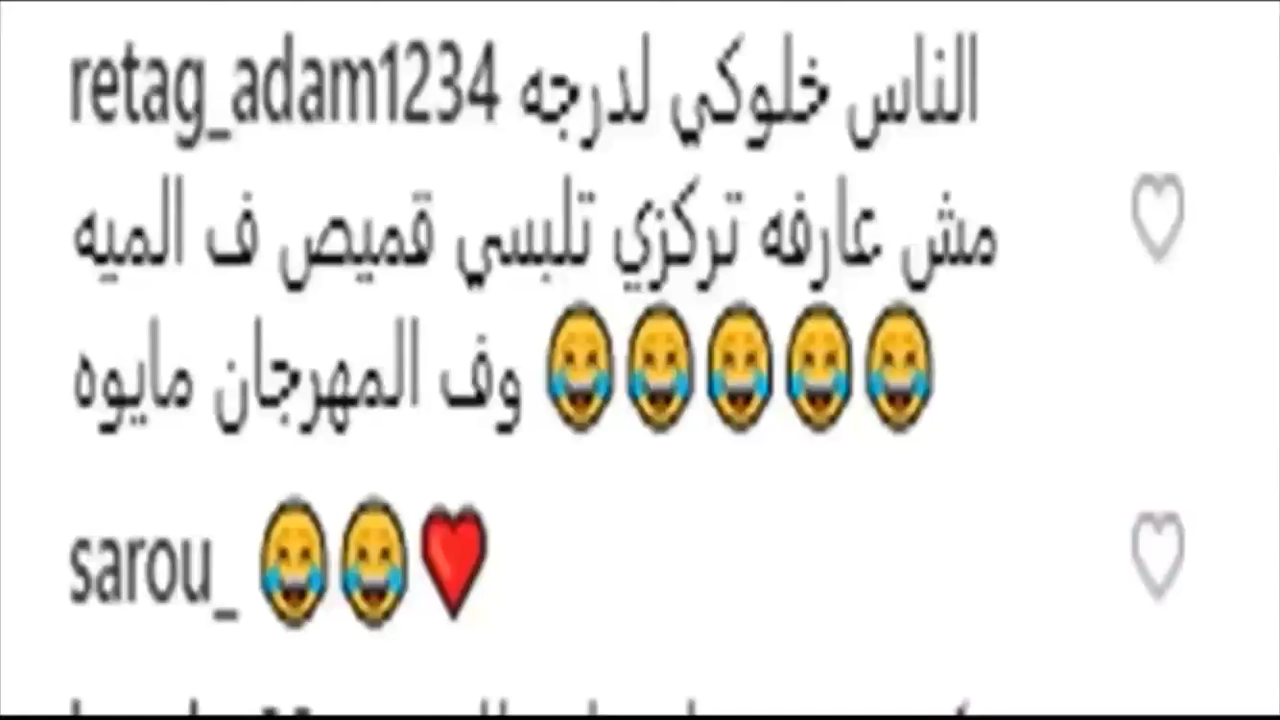 retag_adam1234 الناس خلوكي لدرجه
مش عارفه تركزي تلبسي قميص ف الميه
وف المهرجان مايوه 😂😂😂😂😂
sarou_ 😂😂❤️